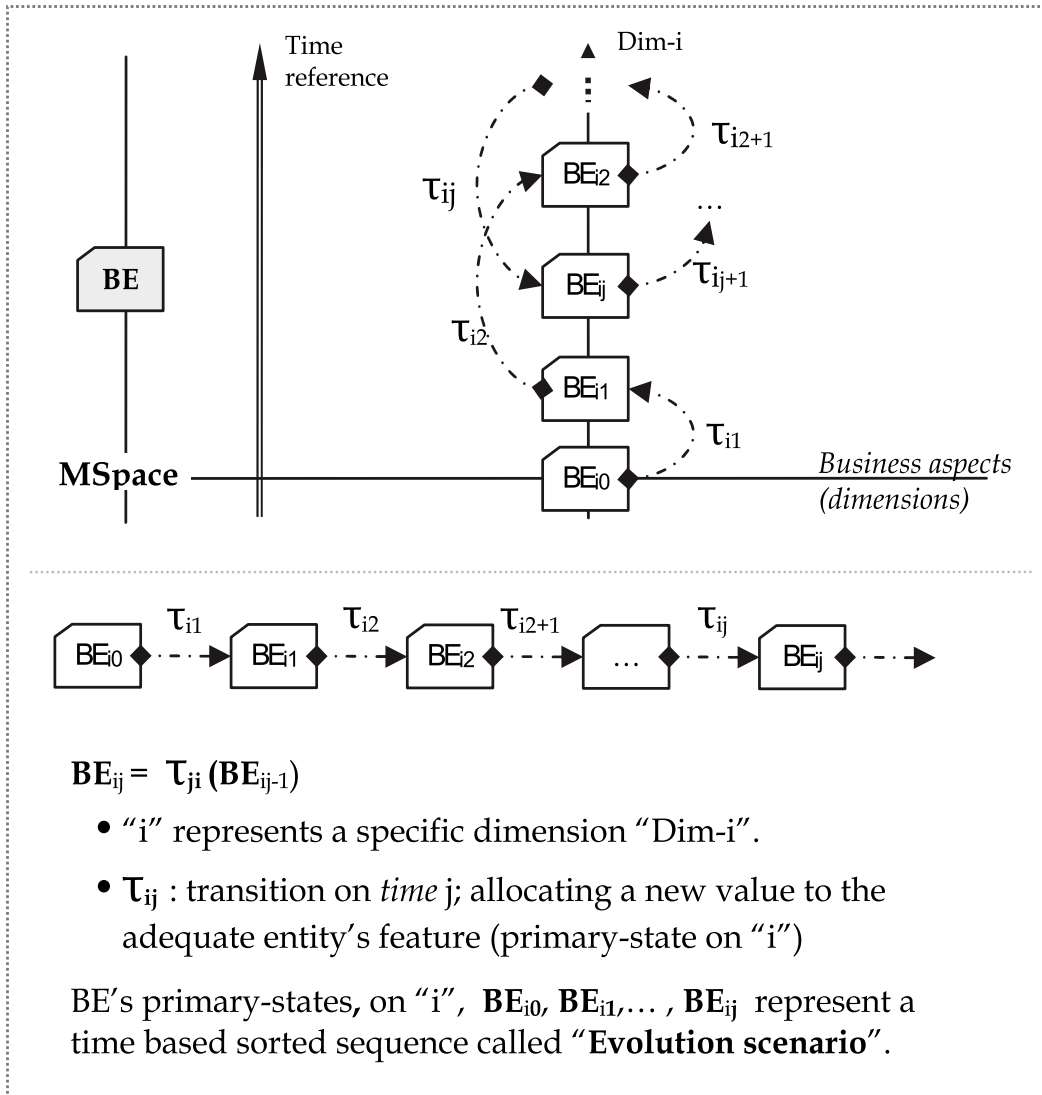 Time
reference
Dim-i
τi2+1
BEi2
τij
…
BE
BEij
τij+1
τi2
BEi1
τi1
MSpace
BEi0
Business aspects
(dimensions)
τi1 τi2 τi2+1 τij
BEi0 BEi1 BEi2 … BEij
BEij = τji (BEij-1)
• “i” represents a specific dimension “Dim-i”.
• τij : transition on time j; allocating a new value to the
adequate entity’s feature (primary-state on “i”)
BE’s primary-states, on “i”, BEi0, BEi1,… , BEij represent a
time based sorted sequence called “Evolution scenario”.